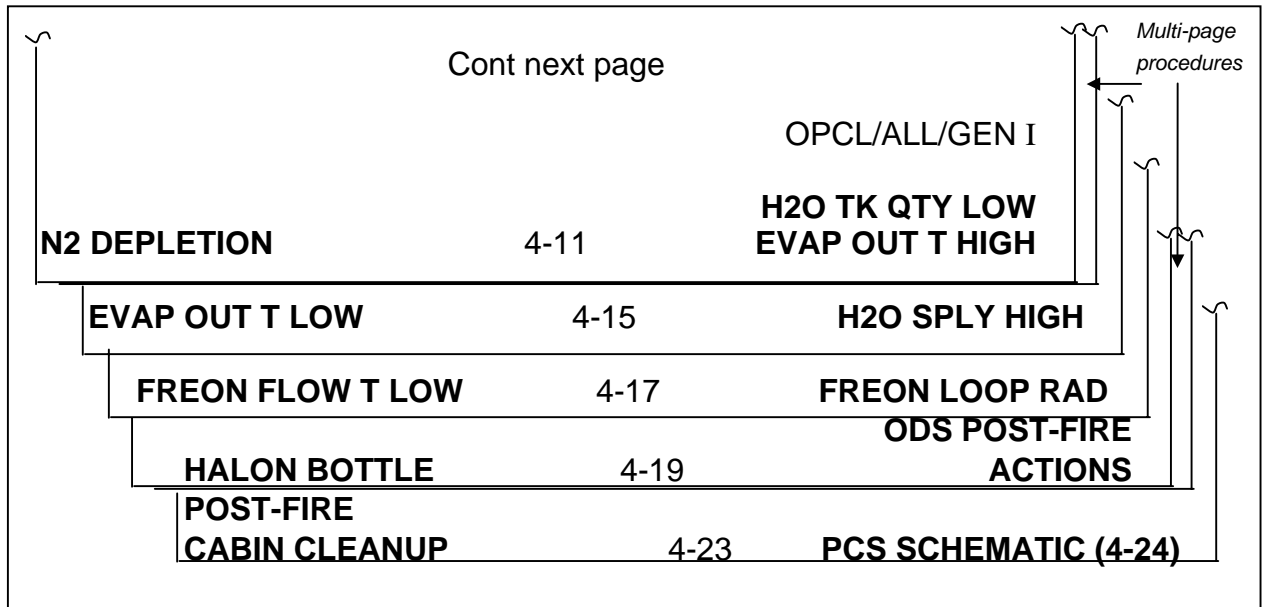 Multi-page
procedures
Cont next page
OPCL/ALL/GEN I
H2O TK QTY LOW
N2 DEPLETION 4-11 EVAP OUT T HIGH
EVAP OUT T LOW 4-15 H2O SPLY HIGH
FREON FLOW T LOW 4-17 FREON LOOP RAD
ODS POST-FIRE
HALON BOTTLE 4-19 ACTIONS
POST-FIRE
CABIN CLEANUP 4-23 PCS SCHEMATIC (4-24)